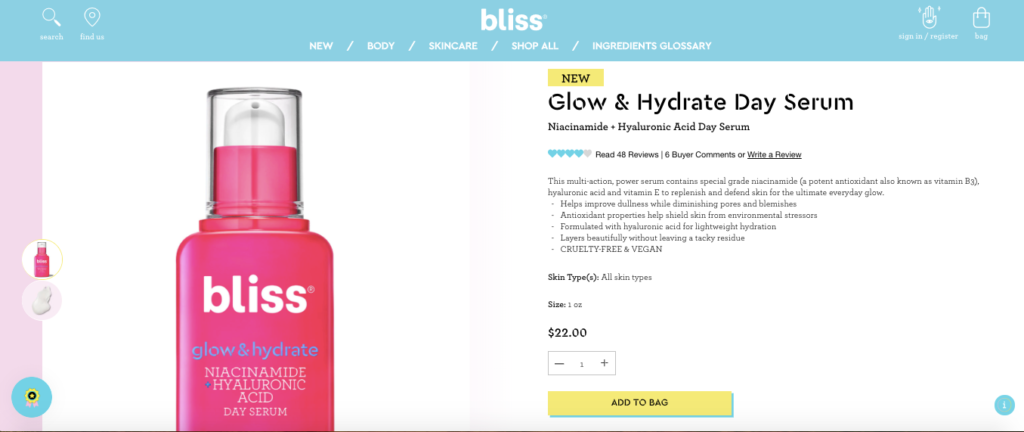 bliss®
search
find us
sign in / register
bag
NEW / BODY / SKINCARE / SHOP ALL / INGREDIENTS GLOSSARY
NEW
Glow & Hydrate Day Serum
Niacinamide + Hyaluronic Acid Day Serum
Read 48 Reviews | 6 Buyer Comments or Write a Review
This multi-action, power serum contains special grade niacinamide (a potent antioxidant also known as vitamin B3),
hyaluronic acid and vitamin E to replenish and defend skin for the ultimate everyday glow.
- Helps improve dullness while diminishing pores and blemishes
- Antioxidant properties help shield skin from environmental stressors
- Formulated with hyaluronic acid for lightweight hydration
- Layers beautifully without leaving a tacky residue
- CRUELTY-FREE & VEGAN
Skin Type(s): All skin types
Size: 1 oz
$22.00
— 1 +
ADD TO BAG
bliss®
glow & hydrate
NIACINAMIDE
+HYALURONIC
ACID
DAY SERUM
bliss
i